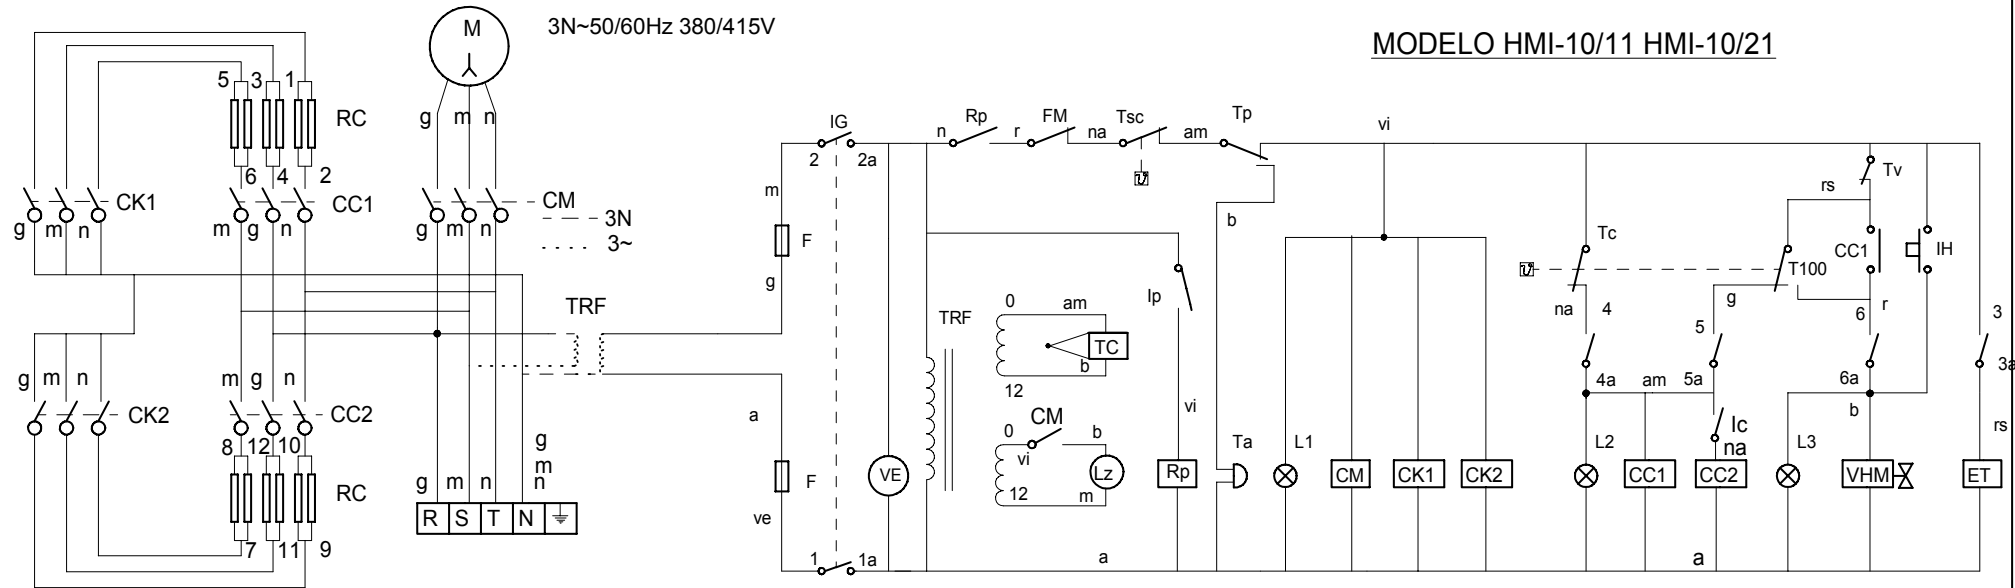 3N~50/60Hz 380/415V
MODELO HMI-10/11 HMI-10/21
M
5 3 1
RC
g m n
6 4 2
CK1
CC1
CM
3N
3~
g m n
m g n
g m n
TRF
g m n
m g n
CK2
CC2
8 12 10
RC
7 11 9
g m n
g
m
n
R S T N
IG
2 2a
m
F
g
a
F
ve
1 1a
n Rp r FM na Tsc am Tp
vi
b
TRF
0 am
TC
b
12
CM
0 b
vi
Lz
12 m
VE
Ip
vi
Rp
Ta
a
L1
CM
CK1
CK2
Tc
na 4
4a am 5a
L2
CC1
CC2
Ic
na
a
T100
g
5
rs
Tv
CC1
IH
6 r
6a
b
L3
VHM
3
3a
rs
ET